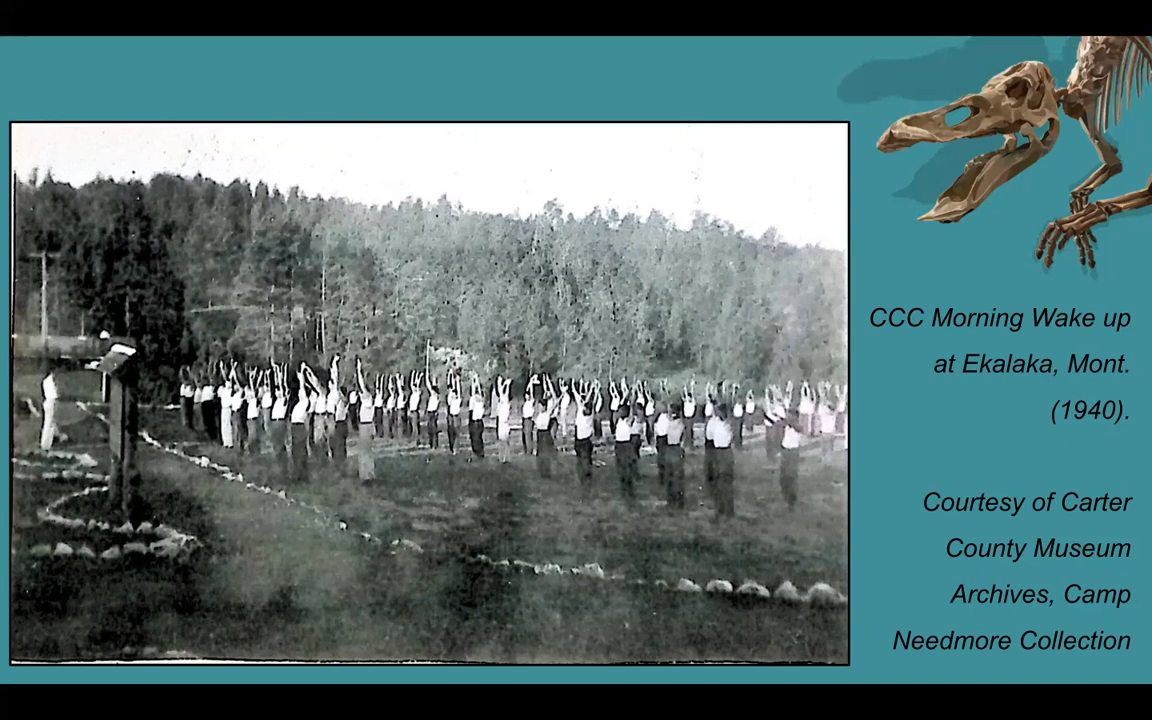 CCC Morning Wake up
at Ekalaka, Mont.
(1940).
Courtesy of Carter
County Museum
Archives, Camp
Needmore Collection